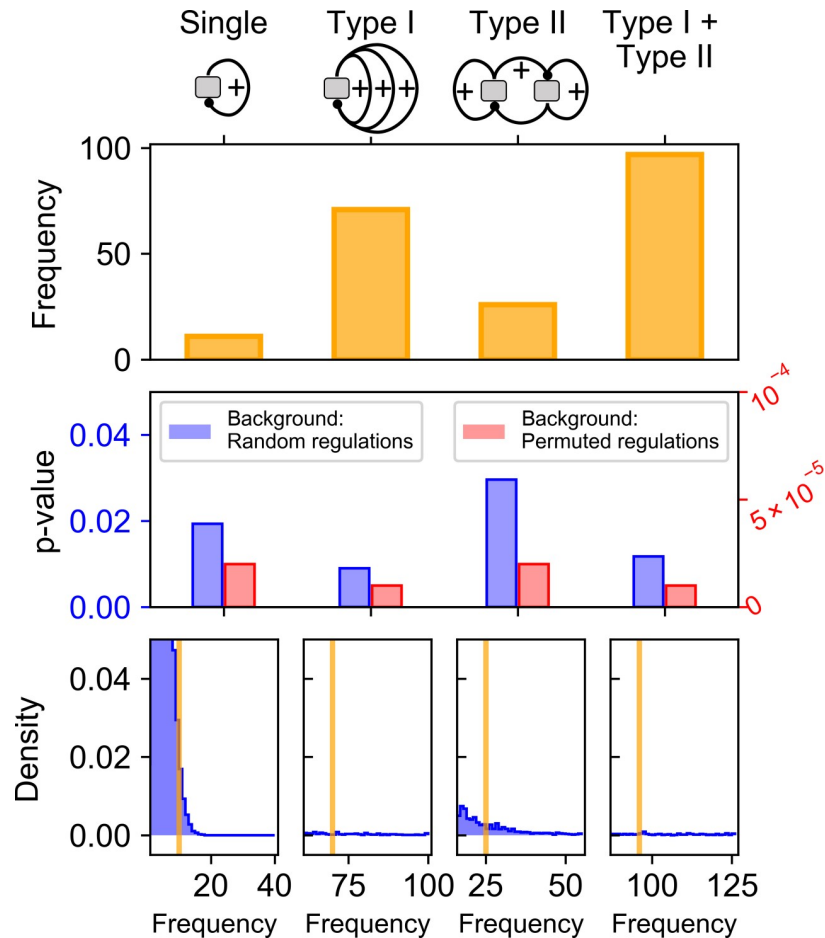 Single
Type I
Type II
Type I +
Type II
+
+ + +
+ + +
Frequency
100
50
0
p-value
0.04
0.02
0.00
Background:
Random regulations
Background:
Permuted regulations
10⁻⁴
5 × 10⁻⁵
0
Density
0.04
0.02
0.00
20 40
75 100
25 50
100 125
Frequency Frequency Frequency Frequency